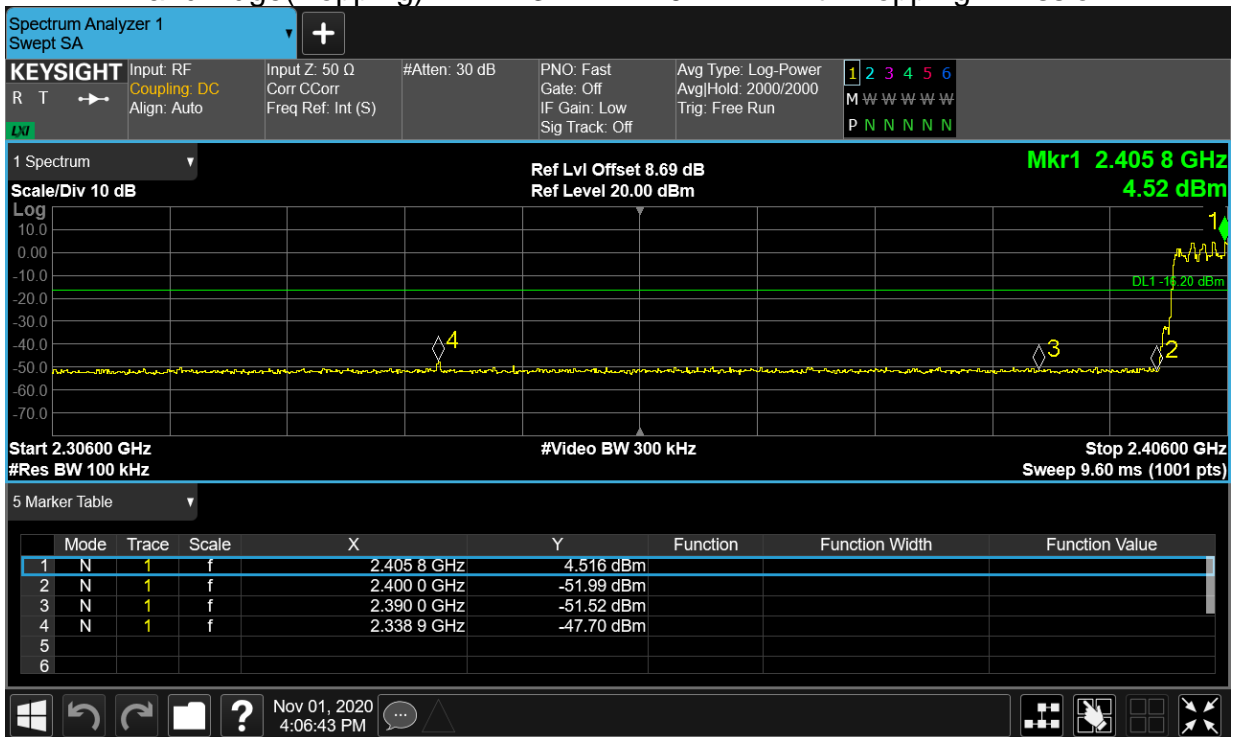 Spectrum Analyzer 1
Swept SA
KEYSIGHT
R T
LXI
Input: RF
Coupling: DC
Align: Auto
Input Z: 50 Ω
Corr CCorr
Freq Ref: Int (S)
#Atten: 30 dB
PNO: Fast
Gate: Off
IF Gain: Low
Sig Track: Off
Avg Type: Log-Power
Avg|Hold: 2000/2000
Trig: Free Run
1 2 3 4 5 6
M W W W W W
P N N N N N
1 Spectrum
Scale/Div 10 dB
Ref Lvl Offset 8.69 dB
Ref Level 20.00 dBm
Mkr1 2.405 8 GHz
4.52 dBm
Log
10.0
0.00
-10.0
-20.0
-30.0
-40.0
-50.0
-60.0
-70.0
1
DL1 -16.20 dBm
4
3
2
Start 2.30600 GHz
#Res BW 100 kHz
#Video BW 300 kHz
Stop 2.40600 GHz
Sweep 9.60 ms (1001 pts)
5 Marker Table
Mode Trace Scale X Y Function Function Width Function Value
1 N 1 f 2.405 8 GHz 4.516 dBm
2 N 1 f 2.400 0 GHz -51.99 dBm
3 N 1 f 2.390 0 GHz -51.52 dBm
4 N 1 f 2.338 9 GHz -47.70 dBm
5
6
?
Nov 01, 2020
4:06:43 PM